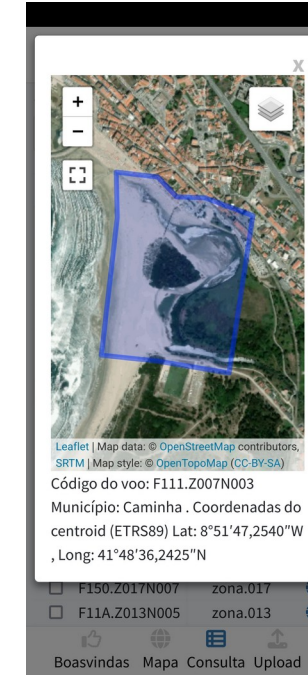 X
+
−
Leaflet | Map data: © OpenStreetMap contributors,
SRTM | Map style: © OpenTopoMap (CC-BY-SA)
Código do voo: F111.Z007N003
Município: Caminha . Coordenadas do
centroid (ETRS89) Lat: 8°51'47,2540"W
, Long: 41°48'36,2425"N
F150.Z017N007 zona.017
F11A.Z013N005 zona.013
Boasvindas Mapa Consulta Upload